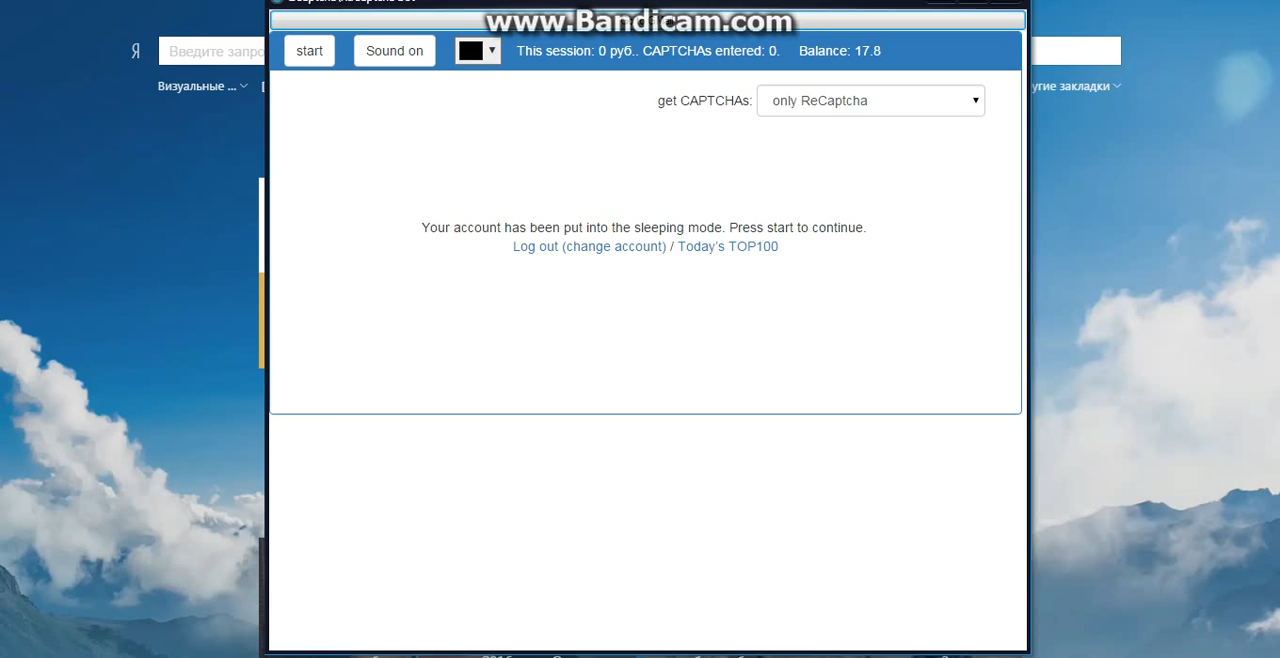 www.Bandicam.com
start
Sound on
This session: 0 руб.. CAPTCHAs entered: 0.
Balance: 17.8
Я
Введите запро
Визуальные ...
угие закладки
get CAPTCHAs:
only ReCaptcha
Your account has been put into the sleeping mode. Press start to continue.
Log out (change account) / Today's TOP100